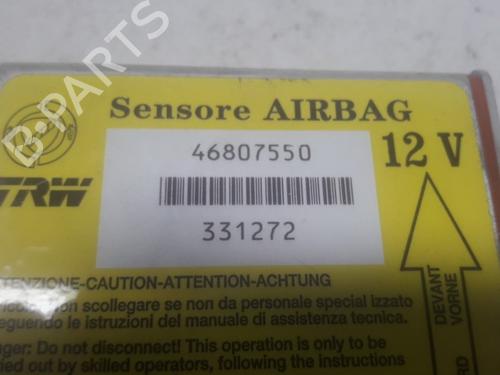 B-PARTS
Sensore AIRBAG
46807550
12 V
TRW
331272
ATTENZIONE-CAUTION-ATTENTION-ACHTUNG
scollegare se non da personale special izzato
seguendo le istruzioni del manuale di assistenza tecnica.
Danger: Do not disconnect! This operation is only to be
carried out by skilled operators, following the instructions
DEVANT
VORNE